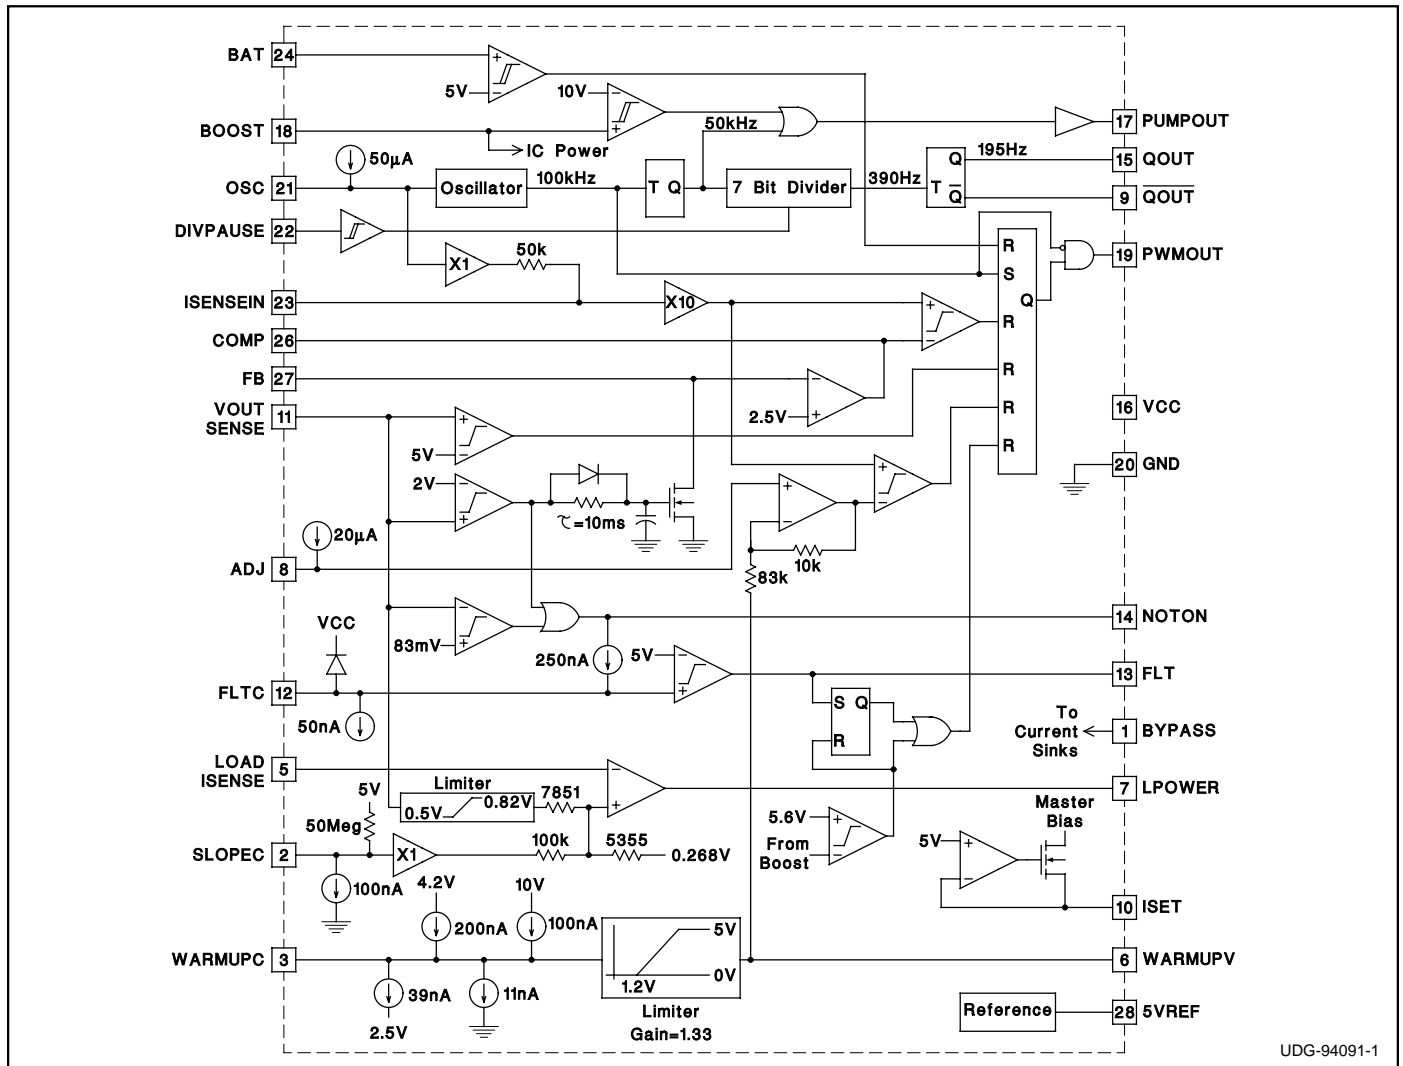 BAT 24
5V
10V
BOOST 18
IC Power
50kHz
17 PUMPOUT
50µA
OSC 21
Oscillator
100kHz
T Q
7 Bit Divider
390Hz
T Q Q
195Hz
15 QOUT
9 QOUT
DIVPAUSE 22
X1
50k
R
S
Q
R
R
R
R
19 PWMOUT
ISENSEIN 23
X10
COMP 26
FB 27
2.5V
VOUT
SENSE
11
5V
2V
16 VCC
20 GND
τ=10ms
20µA
ADJ 8
10k
83k
83mV
14 NOTON
VCC
250nA
5V
FLTC 12
50nA
13 FLT
S Q
R
To
Current
Sinks
1 BYPASS
LOAD
ISENSE
5
Limiter
0.5V
0.82V
7851
7 LPOWER
5V
50Meg
SLOPEC 2
X1
100k
5355
0.268V
100nA
5.6V
From
Boost
Master
Bias
5V
10 ISET
4.2V
200nA
10V
100nA
WARMUPC 3
39nA
2.5V
11nA
5V
0V
1.2V
Limiter
Gain=1.33
6 WARMUPV
Reference
28 5VREF
UDG-94091-1